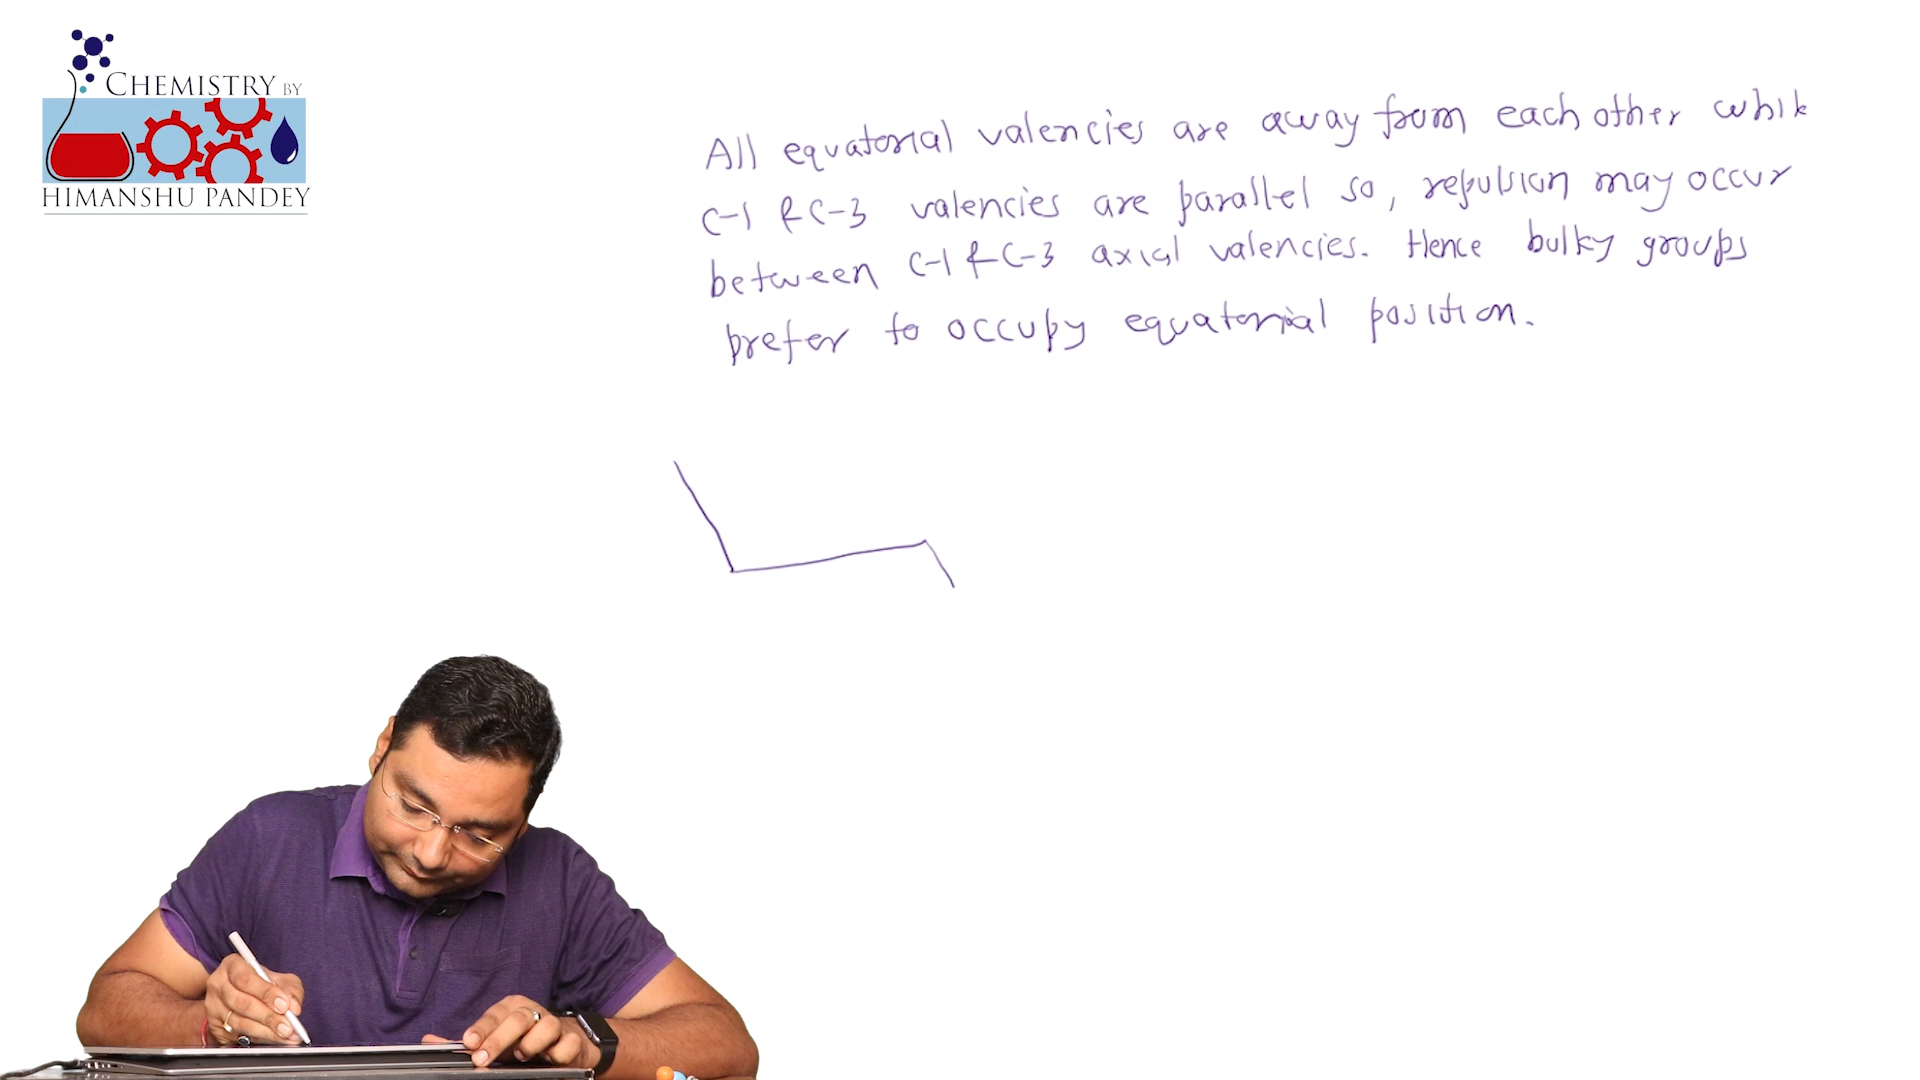 CHEMISTRY BY
HIMANSHU PANDEY
All equatorial valencies are away from each other while
C-1 & C-3 valencies are parallel so, repulsion may occur
between C-1 & C-3 axial valencies. Hence bulky groups
prefer to occupy equatorial position.